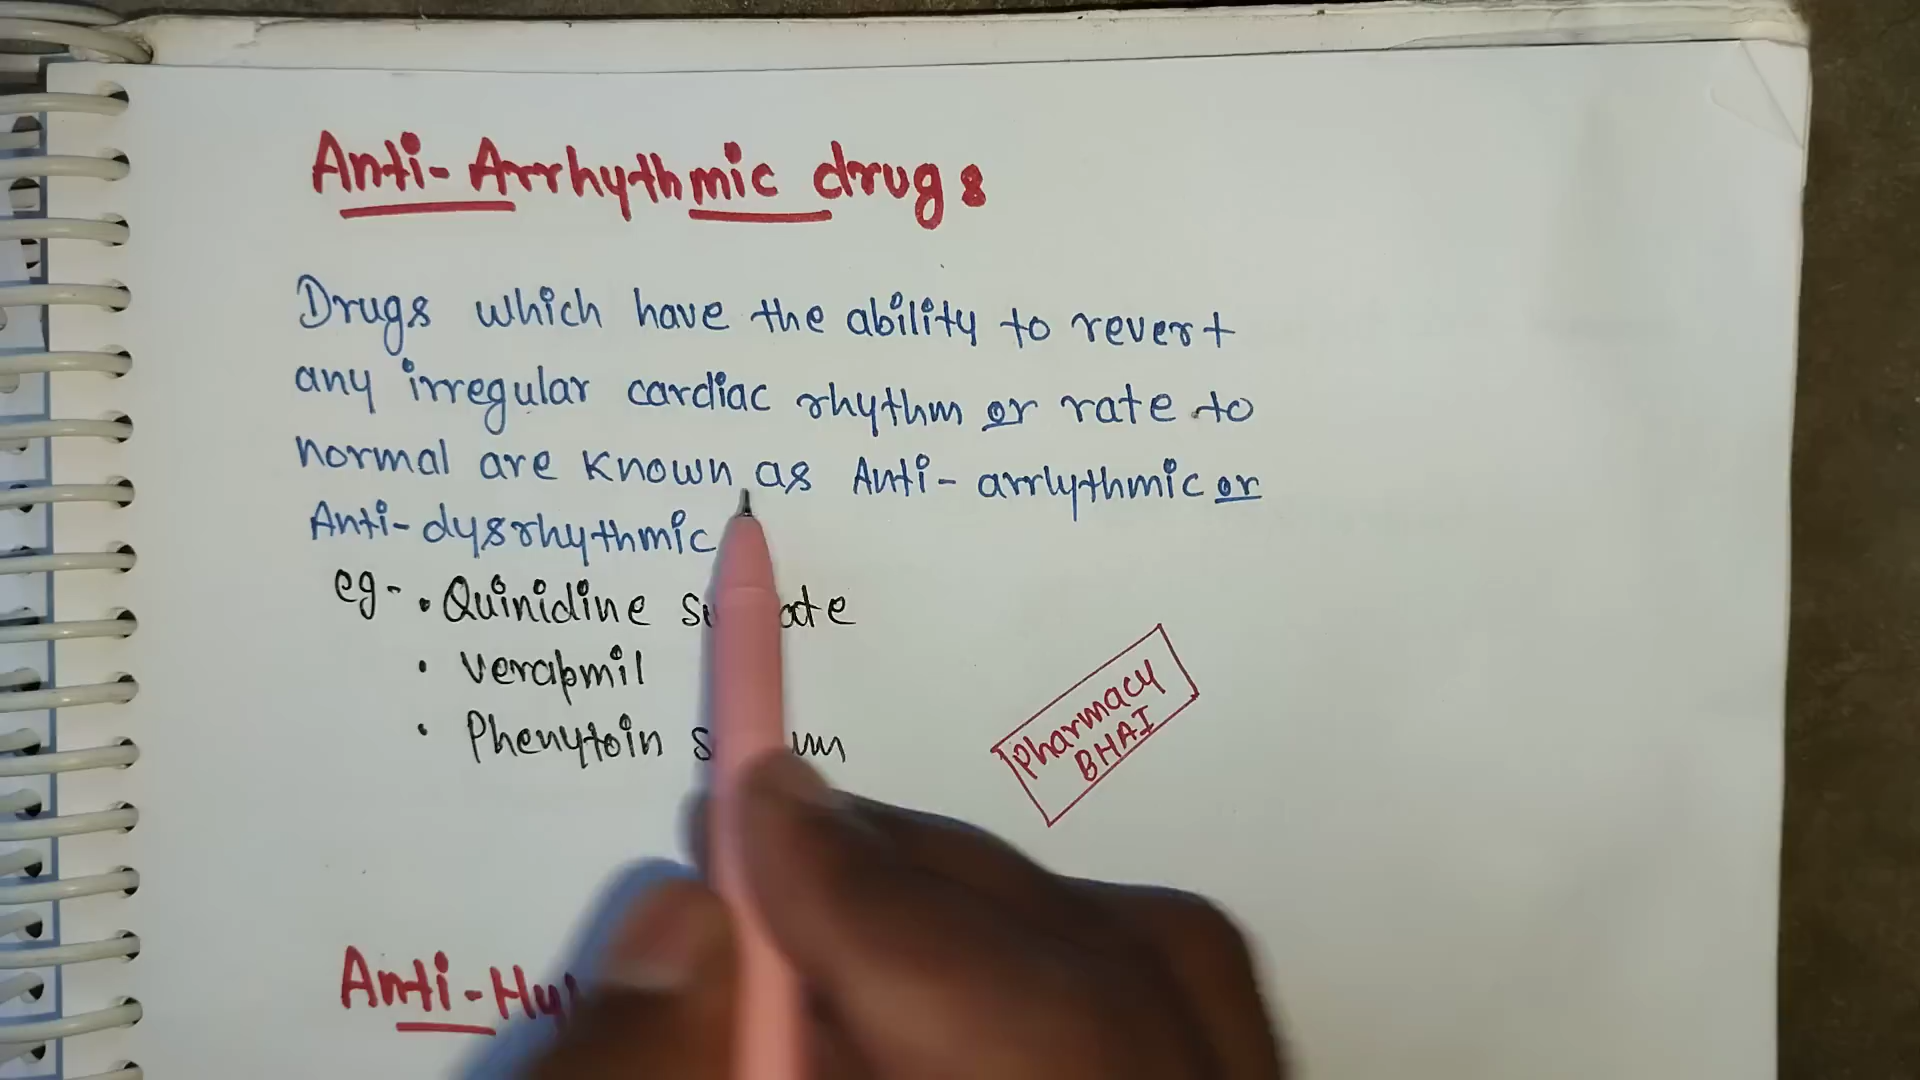 Anti-Arrhythmic drugs
Drugs which have the ability to revert
any irregular cardiac rhythm or rate to
normal are known as Anti-arrlythmic or
Anti-dysrhythmic
eg- • Quinidine
• Verapmil
• Phenytoin
Pharmacy
BHAI
Anti-